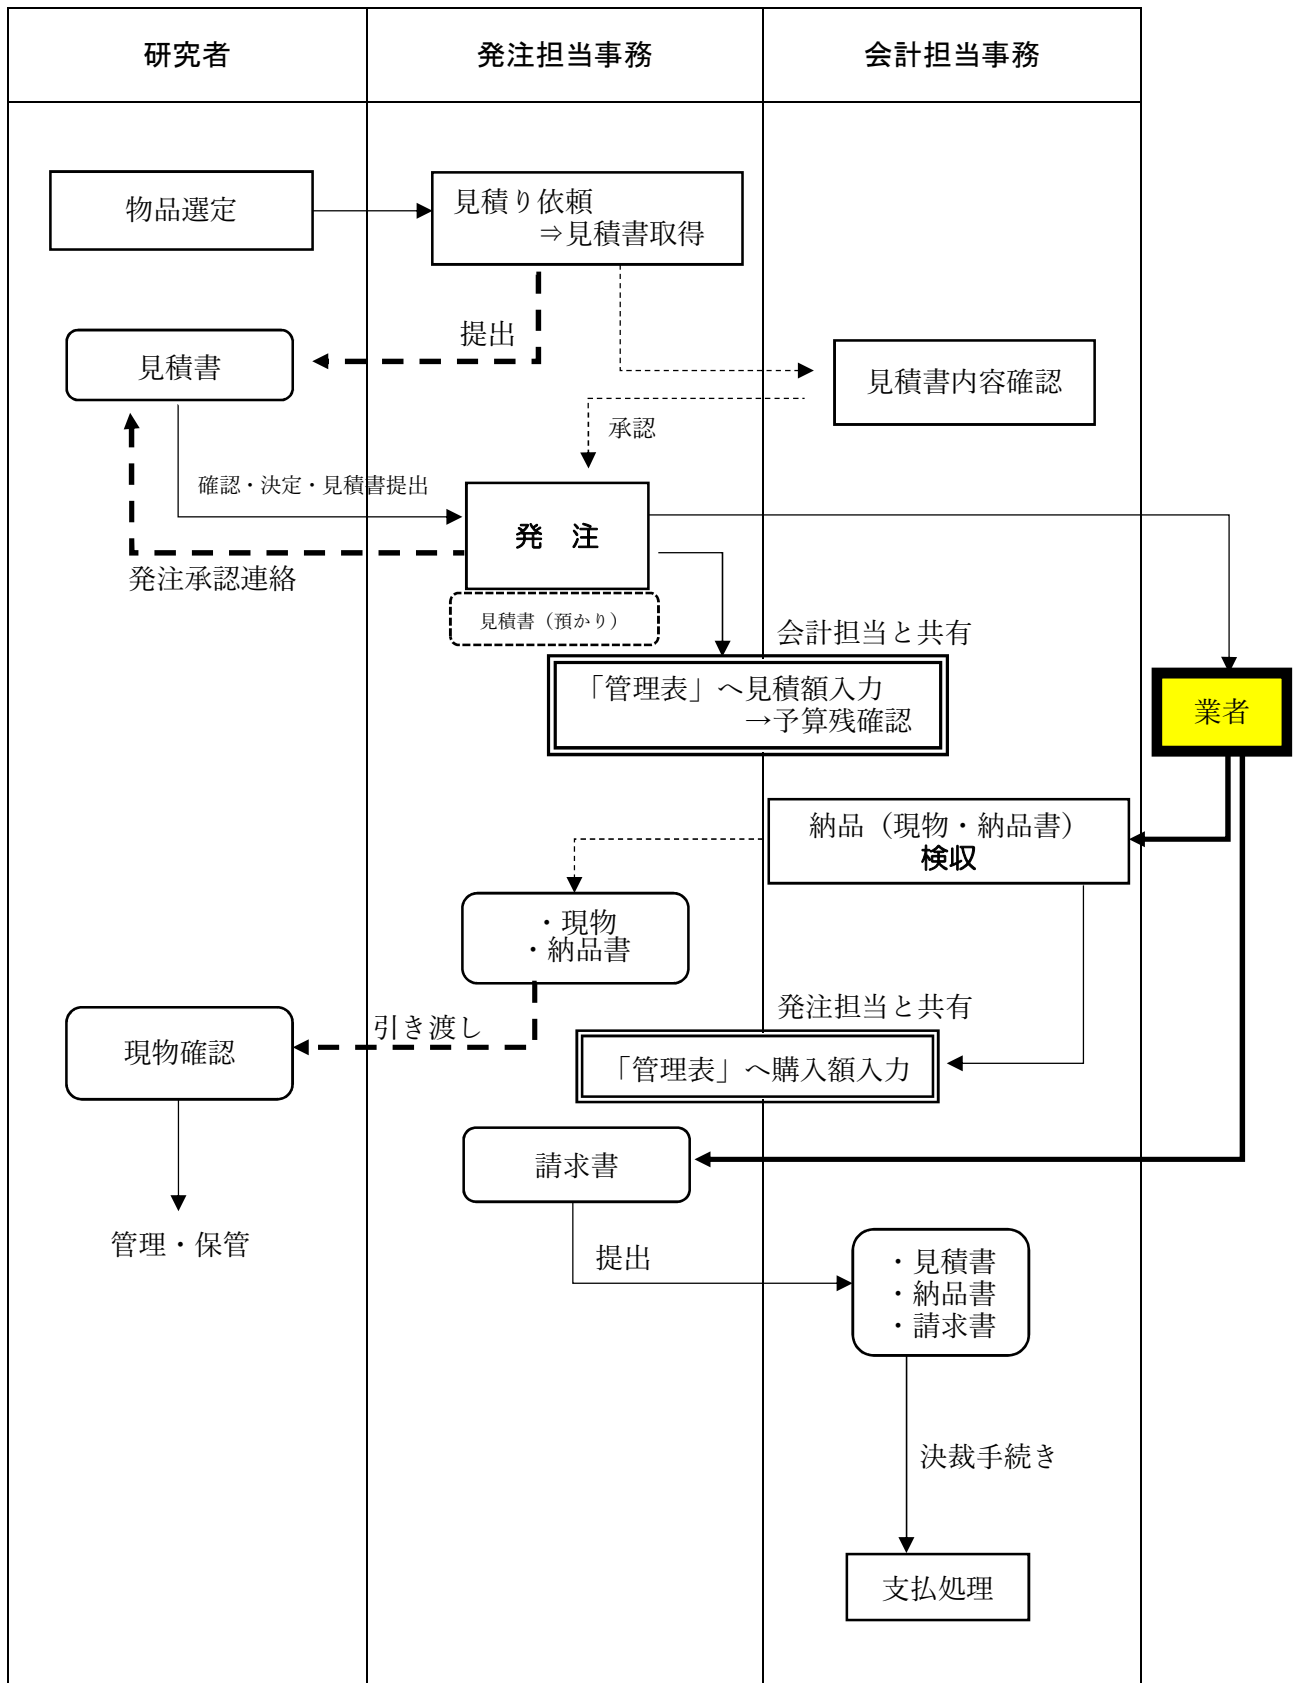 研究者
発注担当事務
会計担当事務
物品選定
見積り依頼
⇒見積書取得
提出
見積書
見積書内容確認
承認
確認・決定・見積書提出
発　注
発注承認連絡
見積書（預かり）
会計担当と共有
「管理表」へ見積額入力
→予算残確認
業者
納品（現物・納品書）
検収
・現物
・納品書
引き渡し
発注担当と共有
現物確認
「管理表」へ購入額入力
請求書
管理・保管
提出
・見積書
・納品書
・請求書
決裁手続き
支払処理